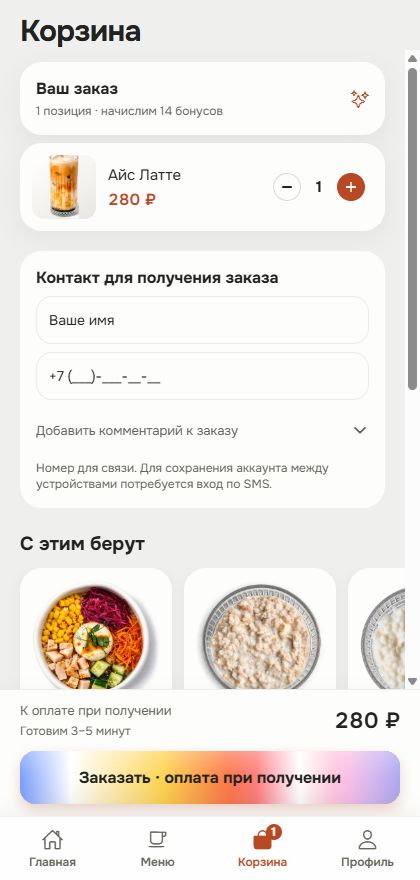 Корзина
Ваш заказ
1 позиция · начислим 14 бонусов
Айс Латте
280 ₽
1
Контакт для получения заказа
Ваше имя
+7 (___)-___-__-__
Добавить комментарий к заказу
Номер для связи. Для сохранения аккаунта между
устройствами потребуется вход по SMS.
С этим берут
К оплате при получении
Готовим 3–5 минут
280 ₽
Заказать · оплата при получении
1
Главная
Меню
Корзина
Профиль